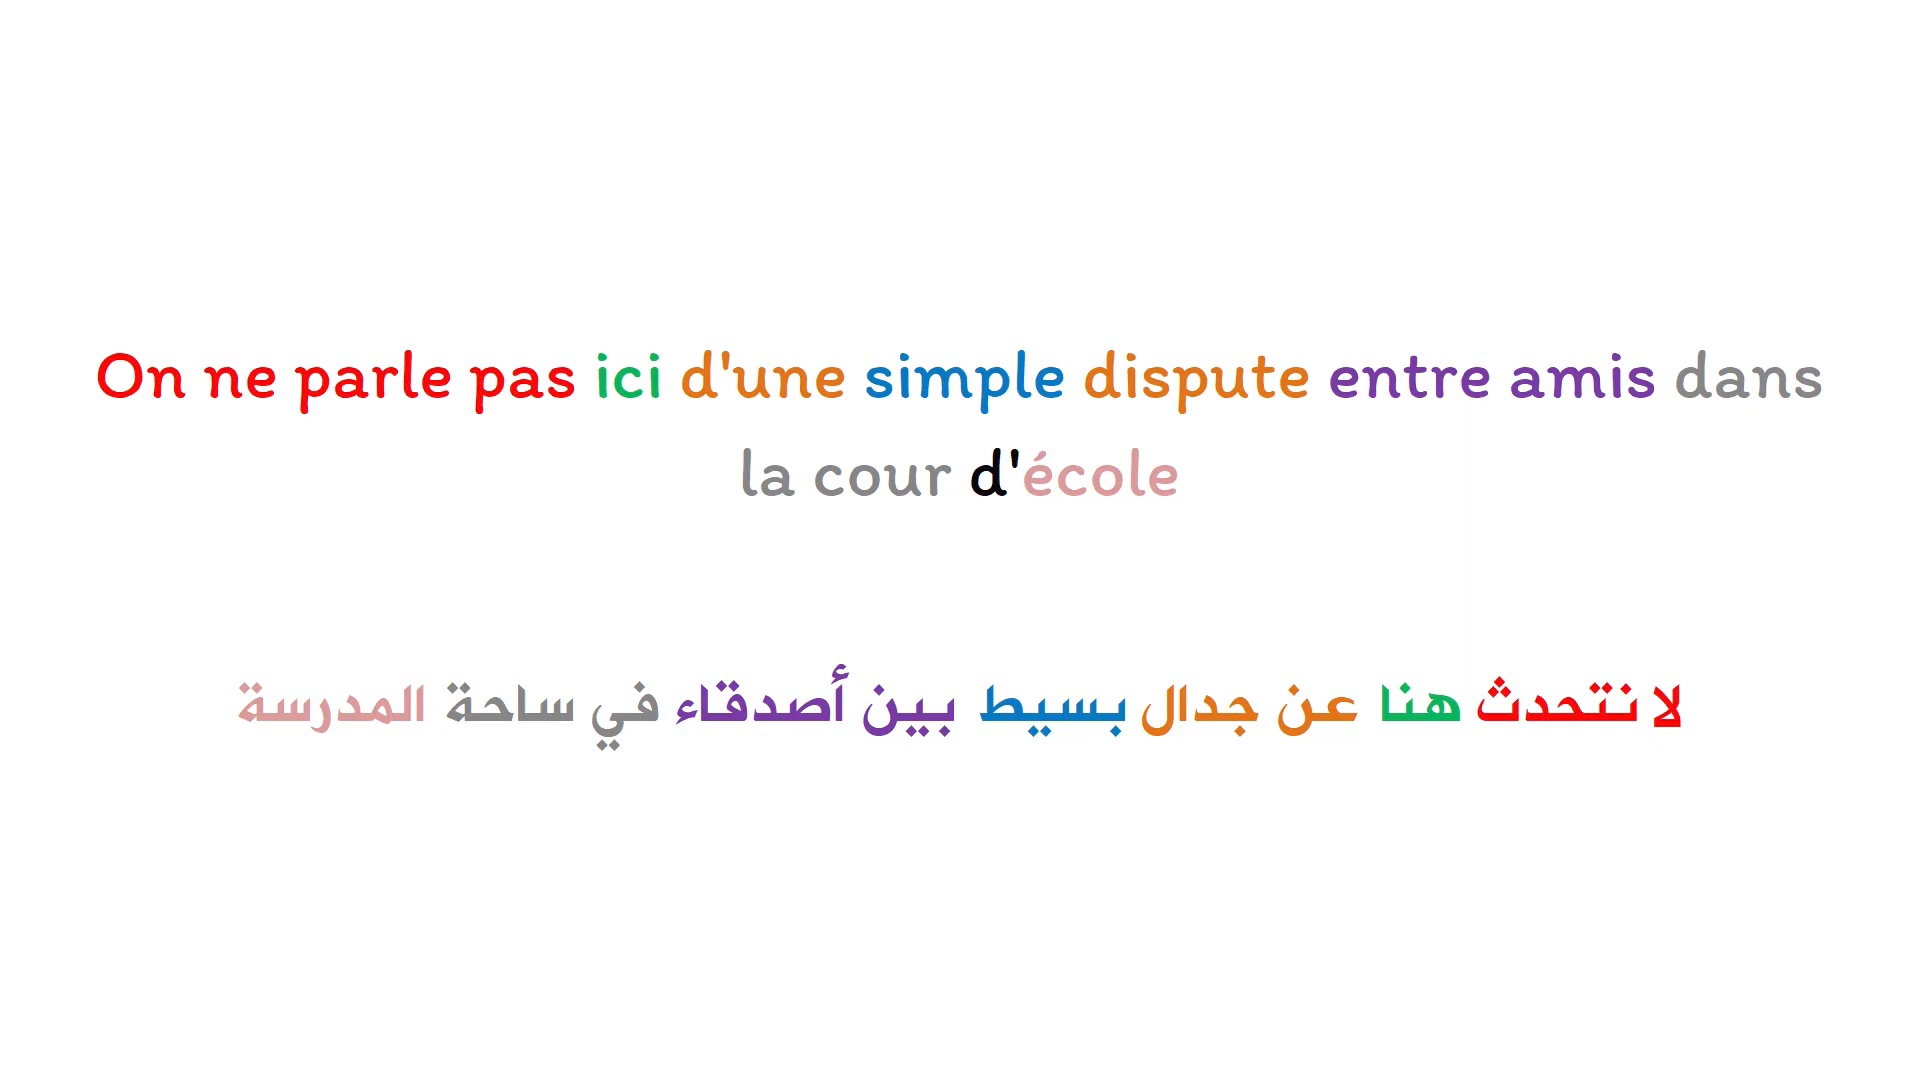 On ne parle pas ici d'une simple dispute entre amis dans
la cour d'école
لا نتحدث هنا عن جدال بسيط بين أصدقاء في ساحة المدرسة